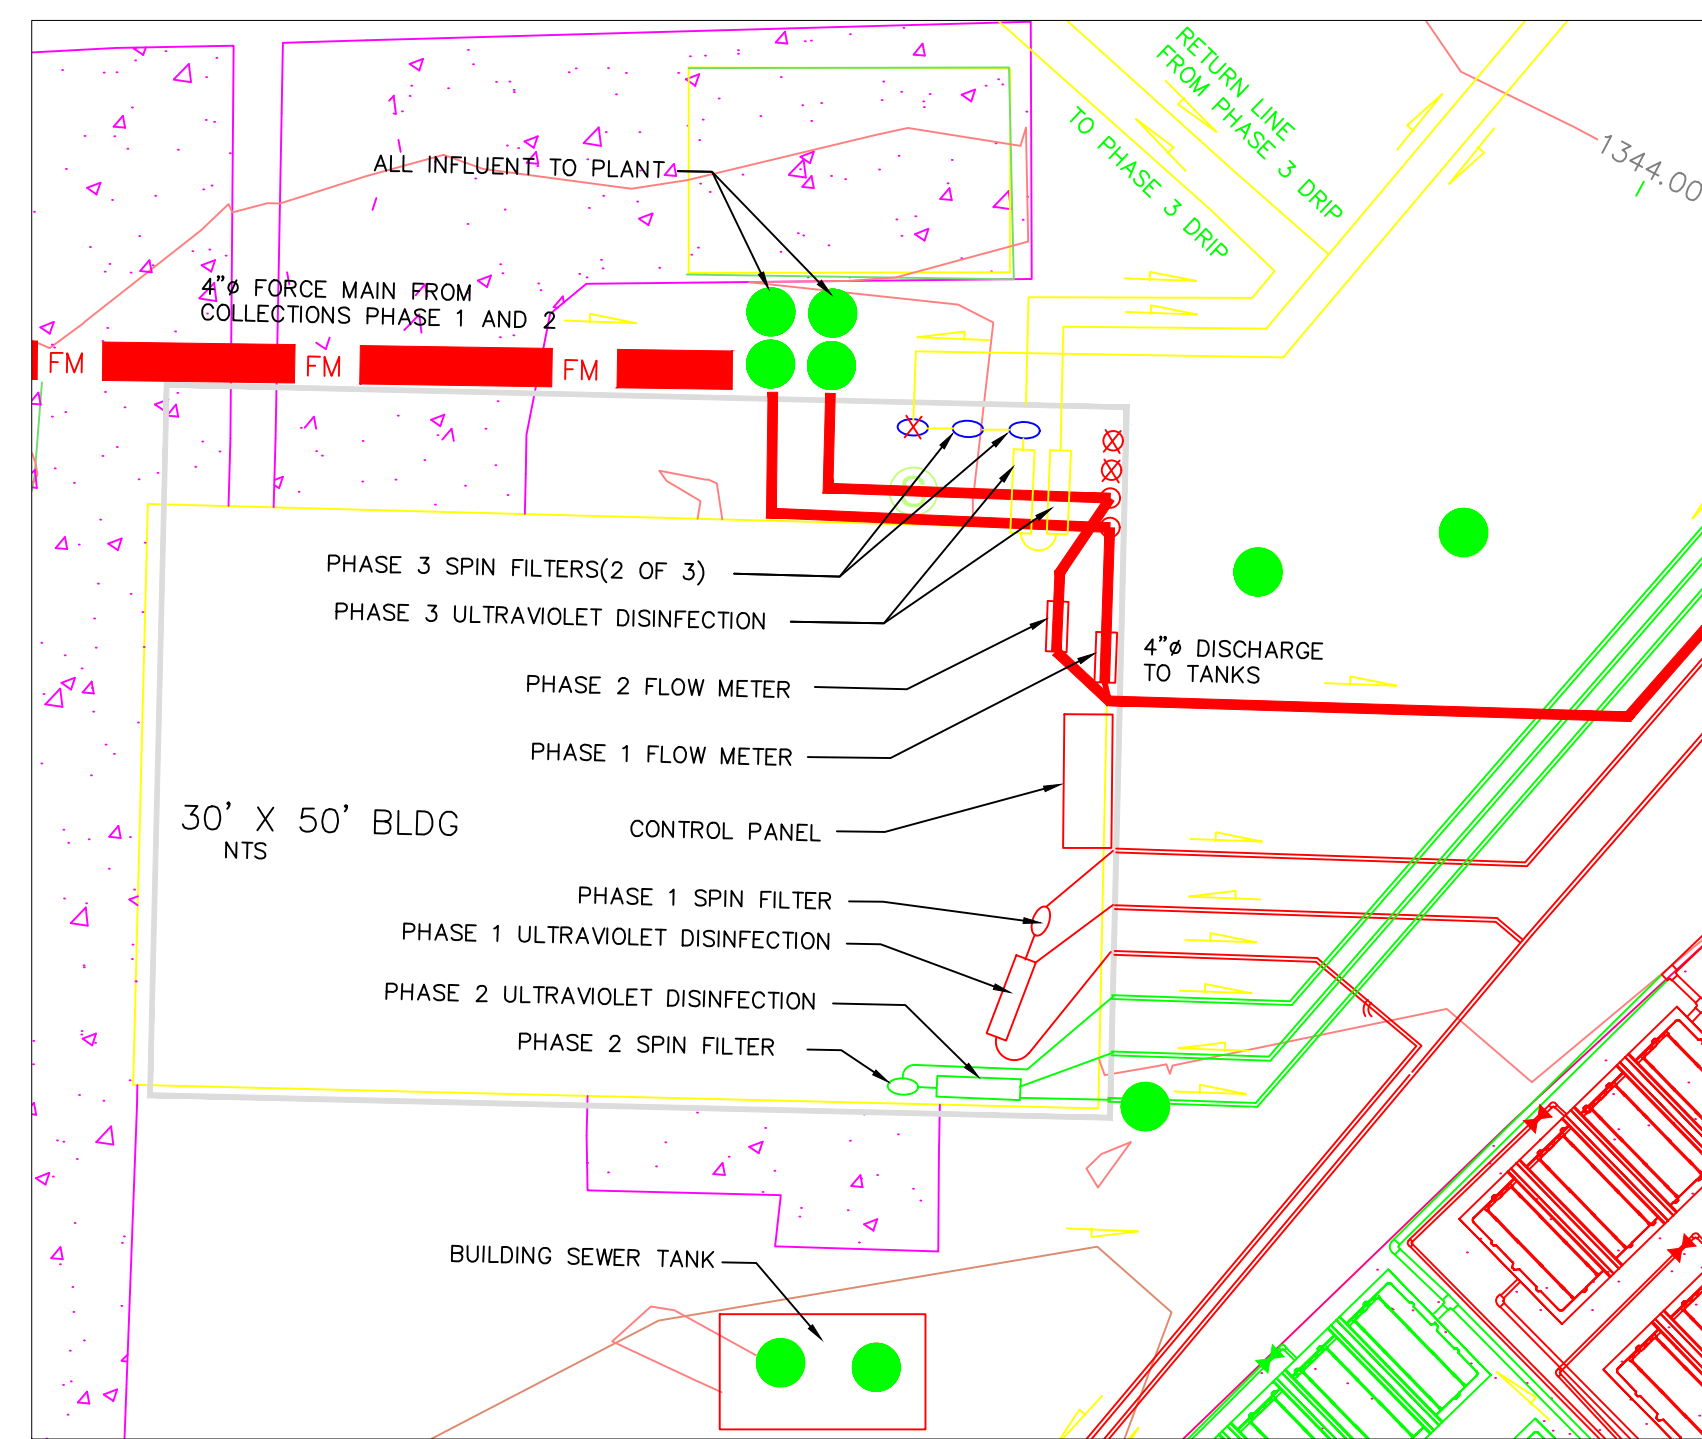 RETURN LINE
FROM PHASE 3 DRIP
TO PHASE 3 DRIP
1344.00
ALL INFLUENT TO PLANT
4"ø FORCE MAIN FROM
COLLECTIONS PHASE 1 AND 2
FM
FM
FM
C
PHASE 3 SPIN FILTERS(2 OF 3)
PHASE 3 ULTRAVIOLET DISINFECTION
4"ø DISCHARGE
TO TANKS
PHASE 2 FLOW METER
PHASE 1 FLOW METER
30' X 50' BLDG
NTS
CONTROL PANEL
PHASE 1 SPIN FILTER
PHASE 1 ULTRAVIOLET DISINFECTION
PHASE 2 ULTRAVIOLET DISINFECTION
PHASE 2 SPIN FILTER
BUILDING SEWER TANK